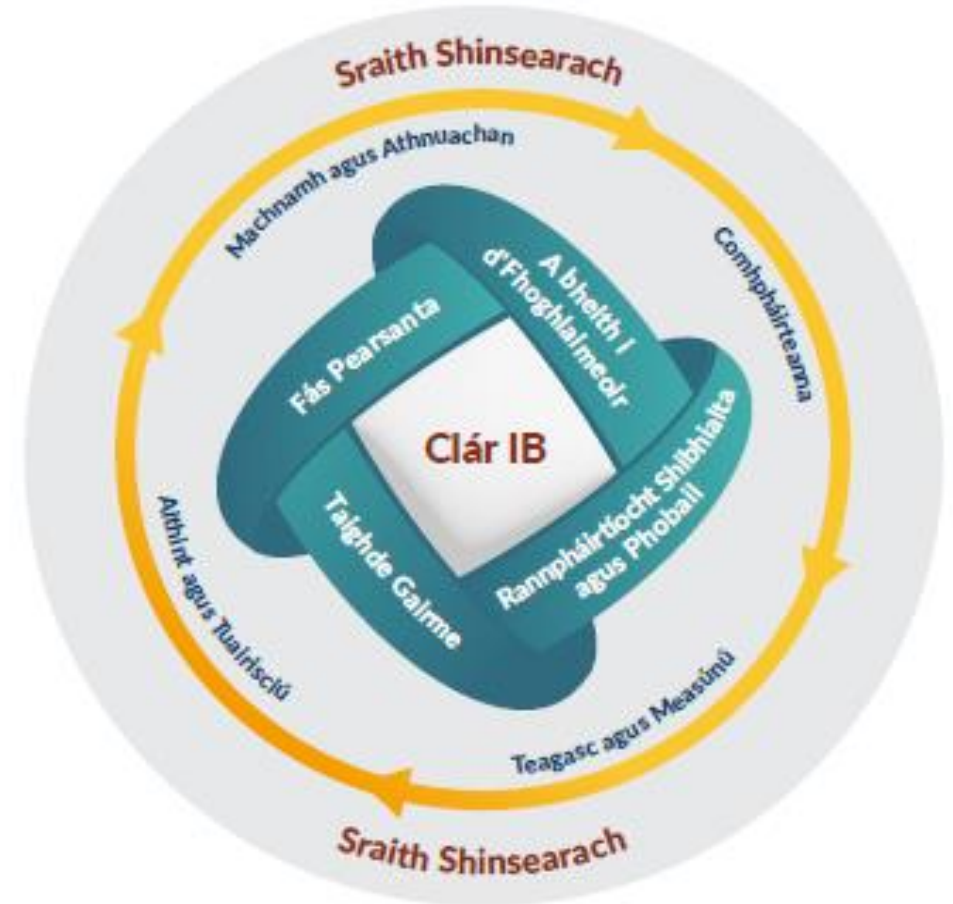 Sraith Shinsearach
Machnamh agus Athnuachan
Comhpháirteanna
A bheith i
d'Fhoghlaimeoir
Fás Pearsanta
Clár IB
Rannpháirtíocht Shibhialta
agus Phobail
Taighde Gairme
Aithint agus Tuairisciú
Teagasc agus Measúnú
Sraith Shinsearach